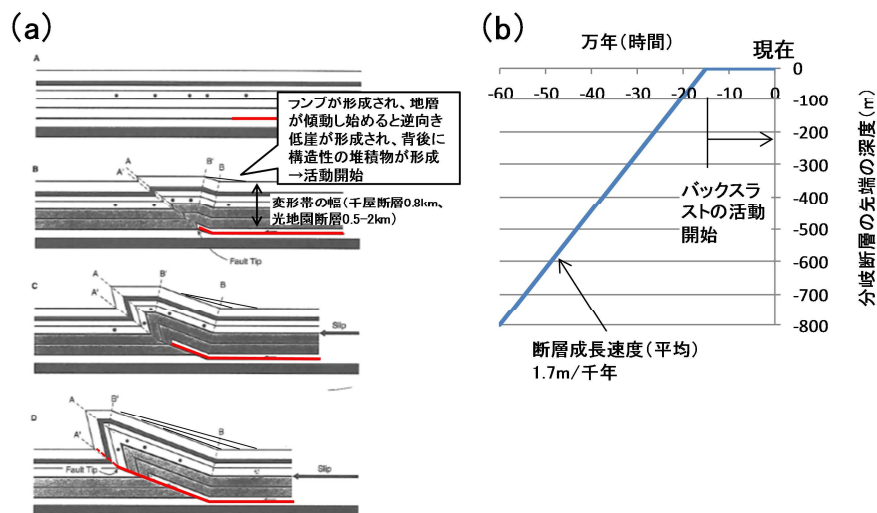 (a)
A
ランプが形成され、地層
が傾動し始めると逆向き
低崖が形成され、背後に
構造性の堆積物が形成
→活動開始
B
A
A'
B'
B
変形帯の幅(千屋断層0.8km、
光地園断層0.5-2km)
Fault Tip
C
A
A'
B'
B
Slip
D
A
A'
B'
B
Fault Tip
Slip
(b)
万年(時間)
現在
-60
-50
-40
-30
-20
-10
0
0
-100
-200
-300
-400
-500
-600
-700
-800
分岐断層の先端の深度(m)
バックスラ
ストの活動
開始
断層成長速度(平均)
1.7m/千年